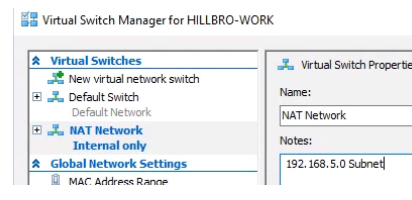 Virtual Switch Manager for HILLBRO-WORK
Virtual Switches
New virtual network switch
Default Switch
Default Network
NAT Network
Internal only
Global Network Settings
MAC Address Range
Virtual Switch Propertie
Name:
NAT Network
Notes:
192.168.5.0 Subnet